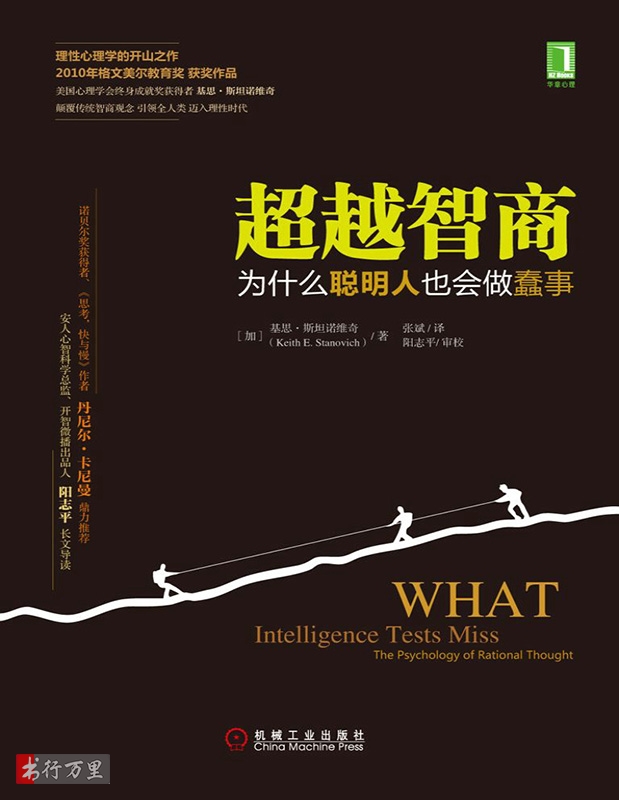 理性心理学的开山之作
2010年格文美尔教育奖 获奖作品
美国心理学会终身成就奖获得者 基思·斯坦诺维奇
颠覆传统智商观念 引领全人类 迈入理性时代
HZ Books
华章心理
超越智商
为什么聪明人也会做蠢事
[加] 基思·斯坦诺维奇 (Keith E. Stanovich) /著
张斌/译
阳志平/审校
诺贝尔奖获得者、《思考,快与慢》作者 丹尼尔·卡尼曼 鼎力推荐
安人心智科学总监、开智微播出品人 阳志平 长文导读
WHAT
Intelligence Tests Miss
The Psychology of Rational Thought
机械工业出版社
China Machine Press
书行万里